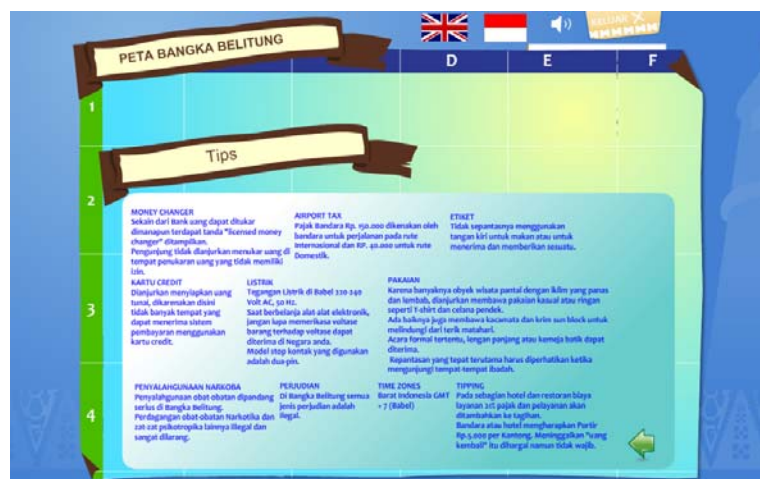 KELUAR
PETA BANGKA BELITUNG
D E F
1
Tips
2
MONEY CHANGER
Selain dari Bank uang dapat ditukar
dimanapun terdapat tanda "licensed money
changer" ditampilkan.
Pengunjung tidak dianjurkan menukar uang di
tempat penukaran uang yang tidak memiliki
izin.
AIRPORT TAX
Pajak Bandara Rp. 150.000 dikenakan oleh
bandara untuk perjalanan pada rute
Internasional dan RP. 40.000 untuk rute
Domestik.
ETIKET
Tidak sepantasnya menggunakan
tangan kiri untuk makan atau untuk
menerima dan memberikan sesuatu.
3
KARTU CREDIT
Dianjurkan menyiapkan uang
tunai, dikarenakan disini
tidak banyak tempat yang
dapat menerima sistem
pembayaran menggunakan
kartu credit.
LISTRIK
Tegangan Listrik di Babel 220 240
Volt AC, 50 Hz.
Saat berbelanja alat-alat elektronik,
jangan lupa memerikasa voltase
barang terhadap voltase dapat
diterima di Negara anda.
Model stop kontak yang digunakan
adalah dua-pin.
PAKAIAN
Karena banyaknya obyek wisata pantai dengan iklim yang panas
dan lembab, dianjurkan membawa pakaian kasual atau ringan
seperti T-shirt dan celana pendek.
Ada baiknya juga membawa kacamata dan krim sun block untuk
melindungi dari terik matahari.
Acara formal tertentu, lengan panjang atau kemeja batik dapat
diterima.
Kepantasan yang tepat terutama harus diperhatikan ketika
mengunjungi tempat-tempat ibadah.
4
PENYALAHGUNAAN NARKOBA
Penyalahgunaan obat-obatan dipandang
serius di Bangka Belitung.
Perdagangan obat-obatan Narkotika dan
zat-zat psikotropika lainnya illegal dan
sangat dilarang.
PERJUDIAN
Di Bangka Belitung semua
jenis perjudian adalah
ilegal.
TIME ZONES
Barat Indonesia GMT
+ 7 (Babel)
TIPPING
Pada sebagian hotel dan restoran biaya
layanan 21% pajak dan pelayanan akan
ditambahkan ke tagihan.
Bandara atau hotel mengharapkan Portir
Rp.5.000 per Kantong. Meninggalkan "uang
kembali" itu dihargai namun tidak wajib.